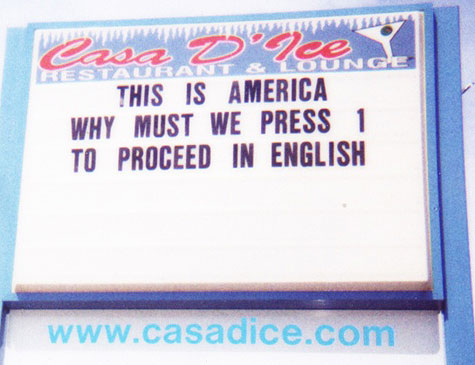 Casa D'Ice
RESTAURANT & LOUNGE
THIS IS AMERICA
WHY MUST WE PRESS 1
TO PROCEED IN ENGLISH
www.casadice.com